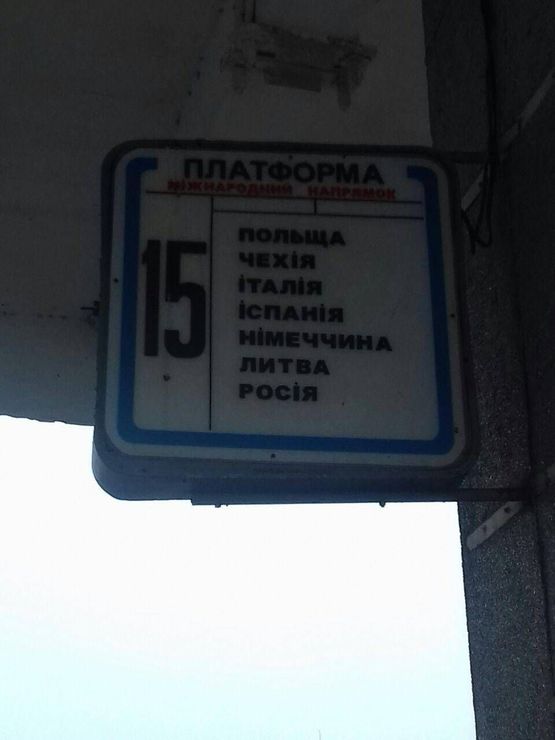 ПЛАТФОРМА
МІЖНАРОДНИЙ НАПРЯМОК
15
ПОЛЬЩА
ЧЕХІЯ
ІТАЛІЯ
ІСПАНІЯ
НІМЕЧЧИНА
ЛИТВА
РОСІЯ